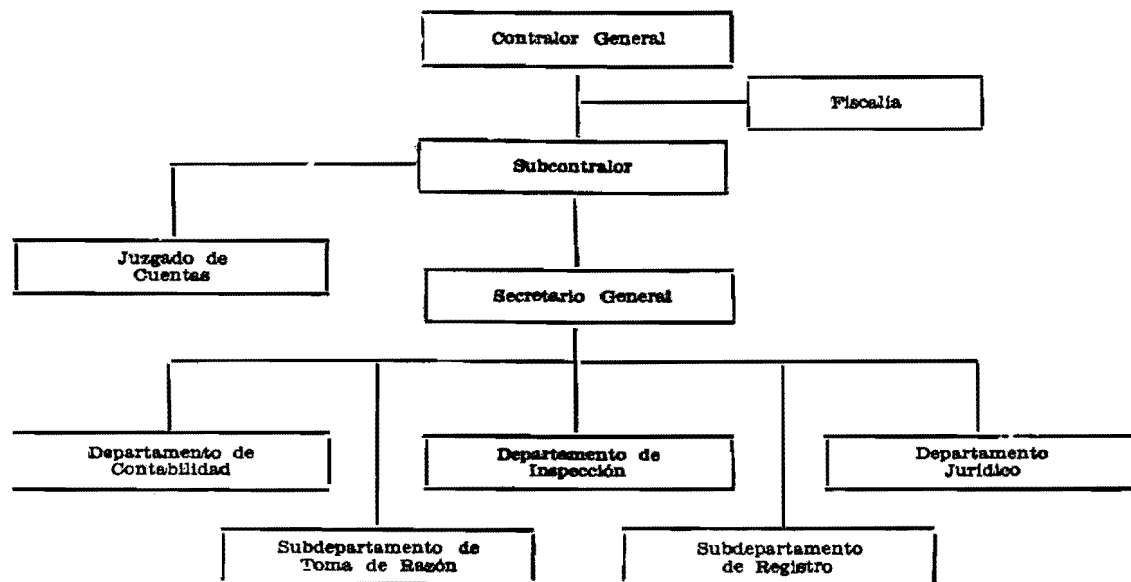 Contralor General
Fiscalía
Subcontralor
Juzgado de
Cuentas
Secretario General
Departamento de
Contabilidad
Departamento de
Inspección
Departamento
Jurídico
Subdepartamento de
Toma de Razón
Subdepartamento
de Registro